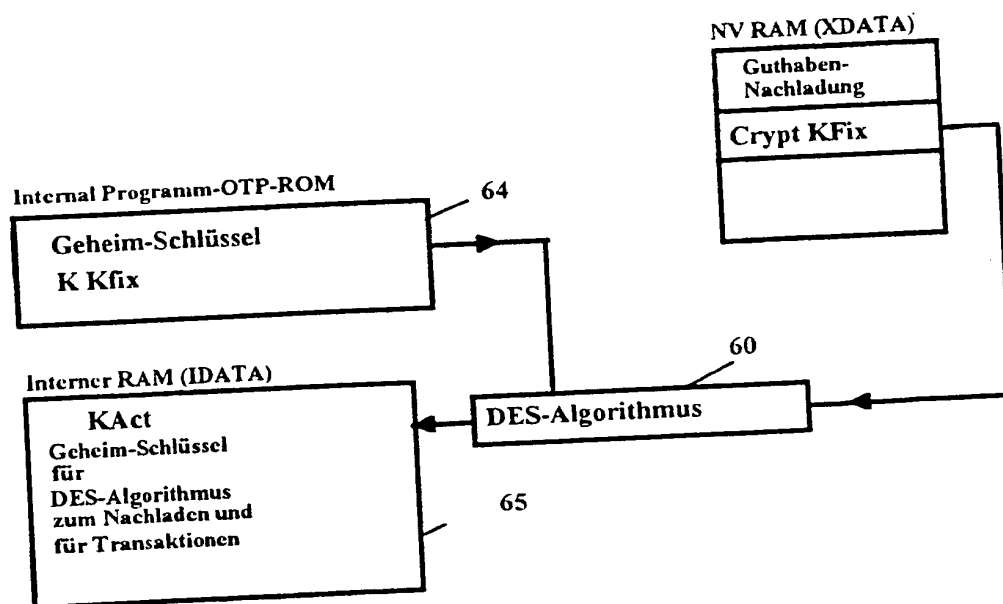 NV RAM (XDATA)
Guthaben-
Nachladung
Crypt KFix
Internal Programm-OTP-ROM
64
Geheim-Schlüssel
K Kfix
60
Interner RAM (IDATA)
DES-Algorithmus
KAct
Geheim-Schlüssel
für
DES-Algorithmus
zum Nachladen und
für Transaktionen
65